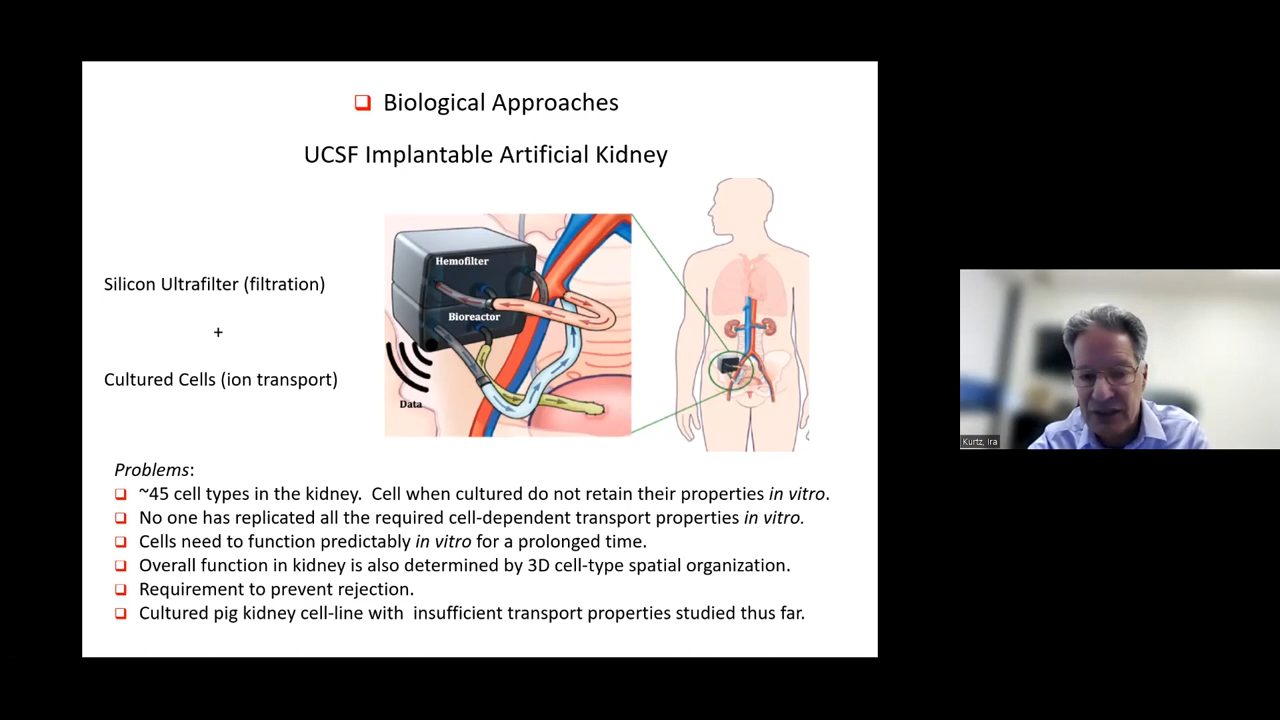 ❑ Biological Approaches
UCSF Implantable Artificial Kidney
Silicon Ultrafilter (filtration)
+
Cultured Cells (ion transport)
Hemofilter
Bioreactor
Data
Problems:
❑ ~45 cell types in the kidney. Cell when cultured do not retain their properties in vitro.
❑ No one has replicated all the required cell-dependent transport properties in vitro.
❑ Cells need to function predictably in vitro for a prolonged time.
❑ Overall function in kidney is also determined by 3D cell-type spatial organization.
❑ Requirement to prevent rejection.
❑ Cultured pig kidney cell-line with insufficient transport properties studied thus far.
Kurtz, Ira